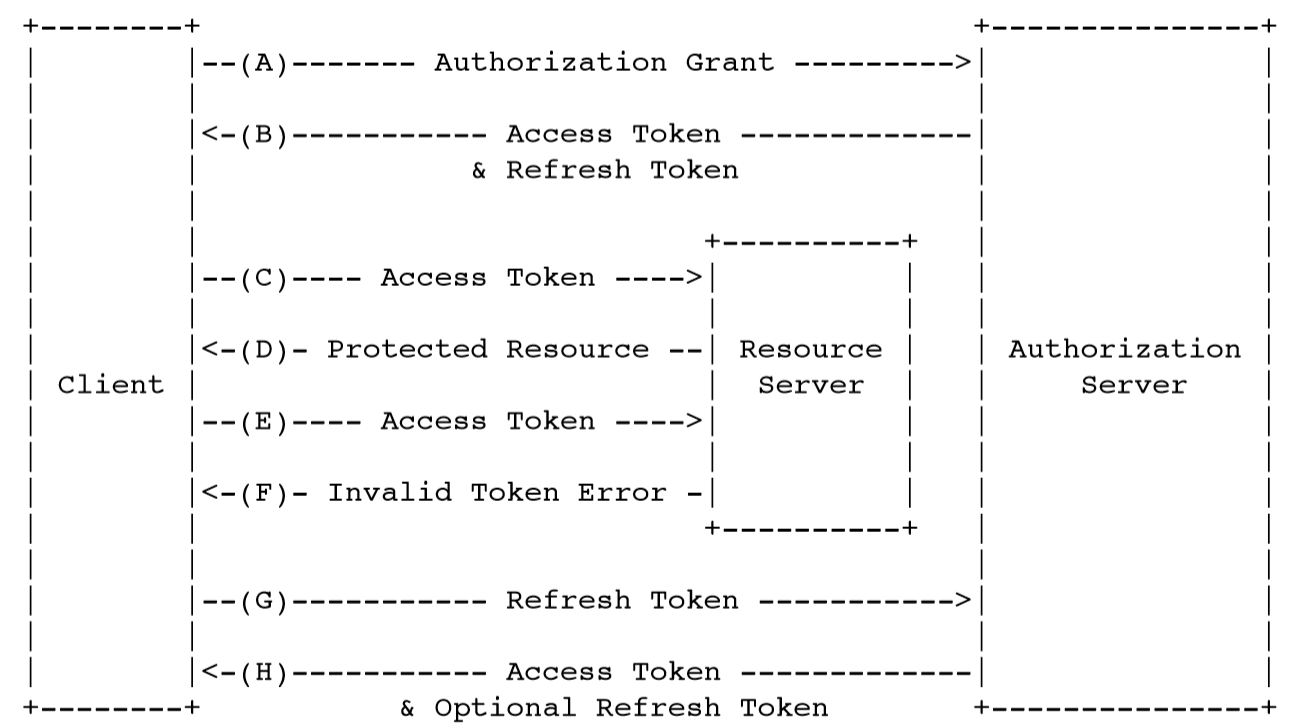 +--------+                                           +---------------+
|        |--(A)------- Authorization Grant --------->|               |
|        |                                           |               |
|        |<-(B)----------- Access Token -------------|               |
|        |               & Refresh Token             |               |
|        |                                           |               |
|        |                            +----------+   |               |
|        |--(C)---- Access Token ---->|          |   |               |
|        |                            |          |   |               |
|        |<-(D)- Protected Resource --| Resource |   | Authorization |
| Client |                            |  Server  |   |     Server    |
|        |--(E)---- Access Token ---->|          |   |               |
|        |                            |          |   |               |
|        |<-(F)- Invalid Token Error -|          |   |               |
|        |                            +----------+   |               |
|        |                                           |               |
|        |--(G)----------- Refresh Token ----------->|               |
|        |                                           |               |
|        |<-(H)----------- Access Token -------------|               |
+--------+           & Optional Refresh Token        +---------------+